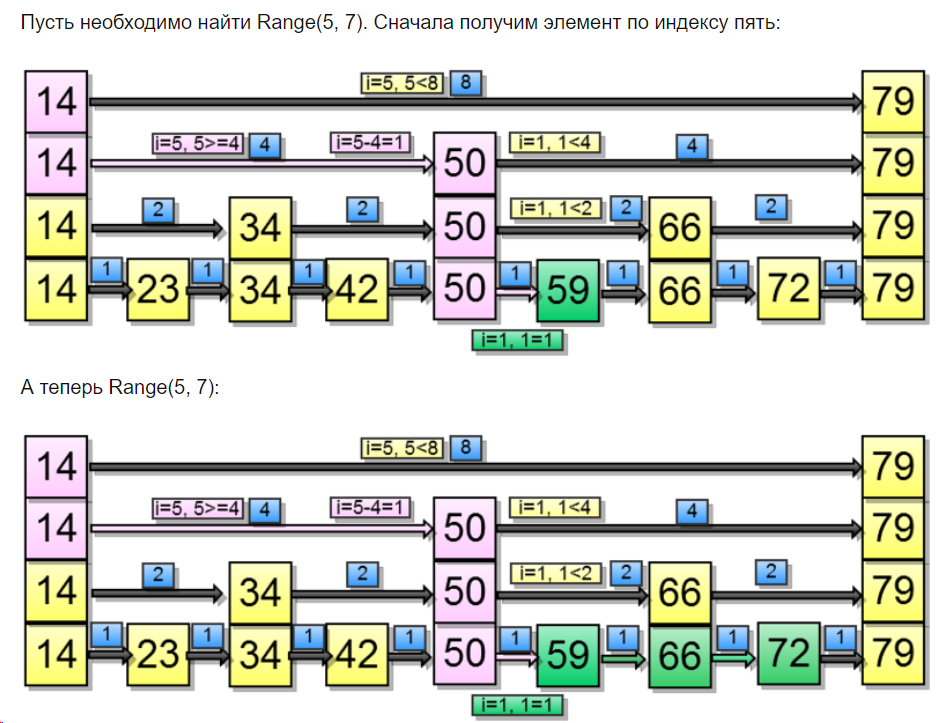 Пусть необходимо найти Range(5, 7). Сначала получим элемент по индексу пять:
14 i=5, 5<8 8 79
14 i=5, 5>=4 4 i=5-4=1 50 i=1, 1<4 4 79
14 2 34 2 50 i=1, 1<2 2 66 2 79
14 1 23 1 34 1 42 1 50 1 59 1 66 1 72 1 79
i=1, 1=1
А теперь Range(5, 7):
14 i=5, 5<8 8 79
14 i=5, 5>=4 4 i=5-4=1 50 i=1, 1<4 4 79
14 2 34 2 50 i=1, 1<2 2 66 2 79
14 1 23 1 34 1 42 1 50 1 59 1 66 1 72 1 79
i=1, 1=1